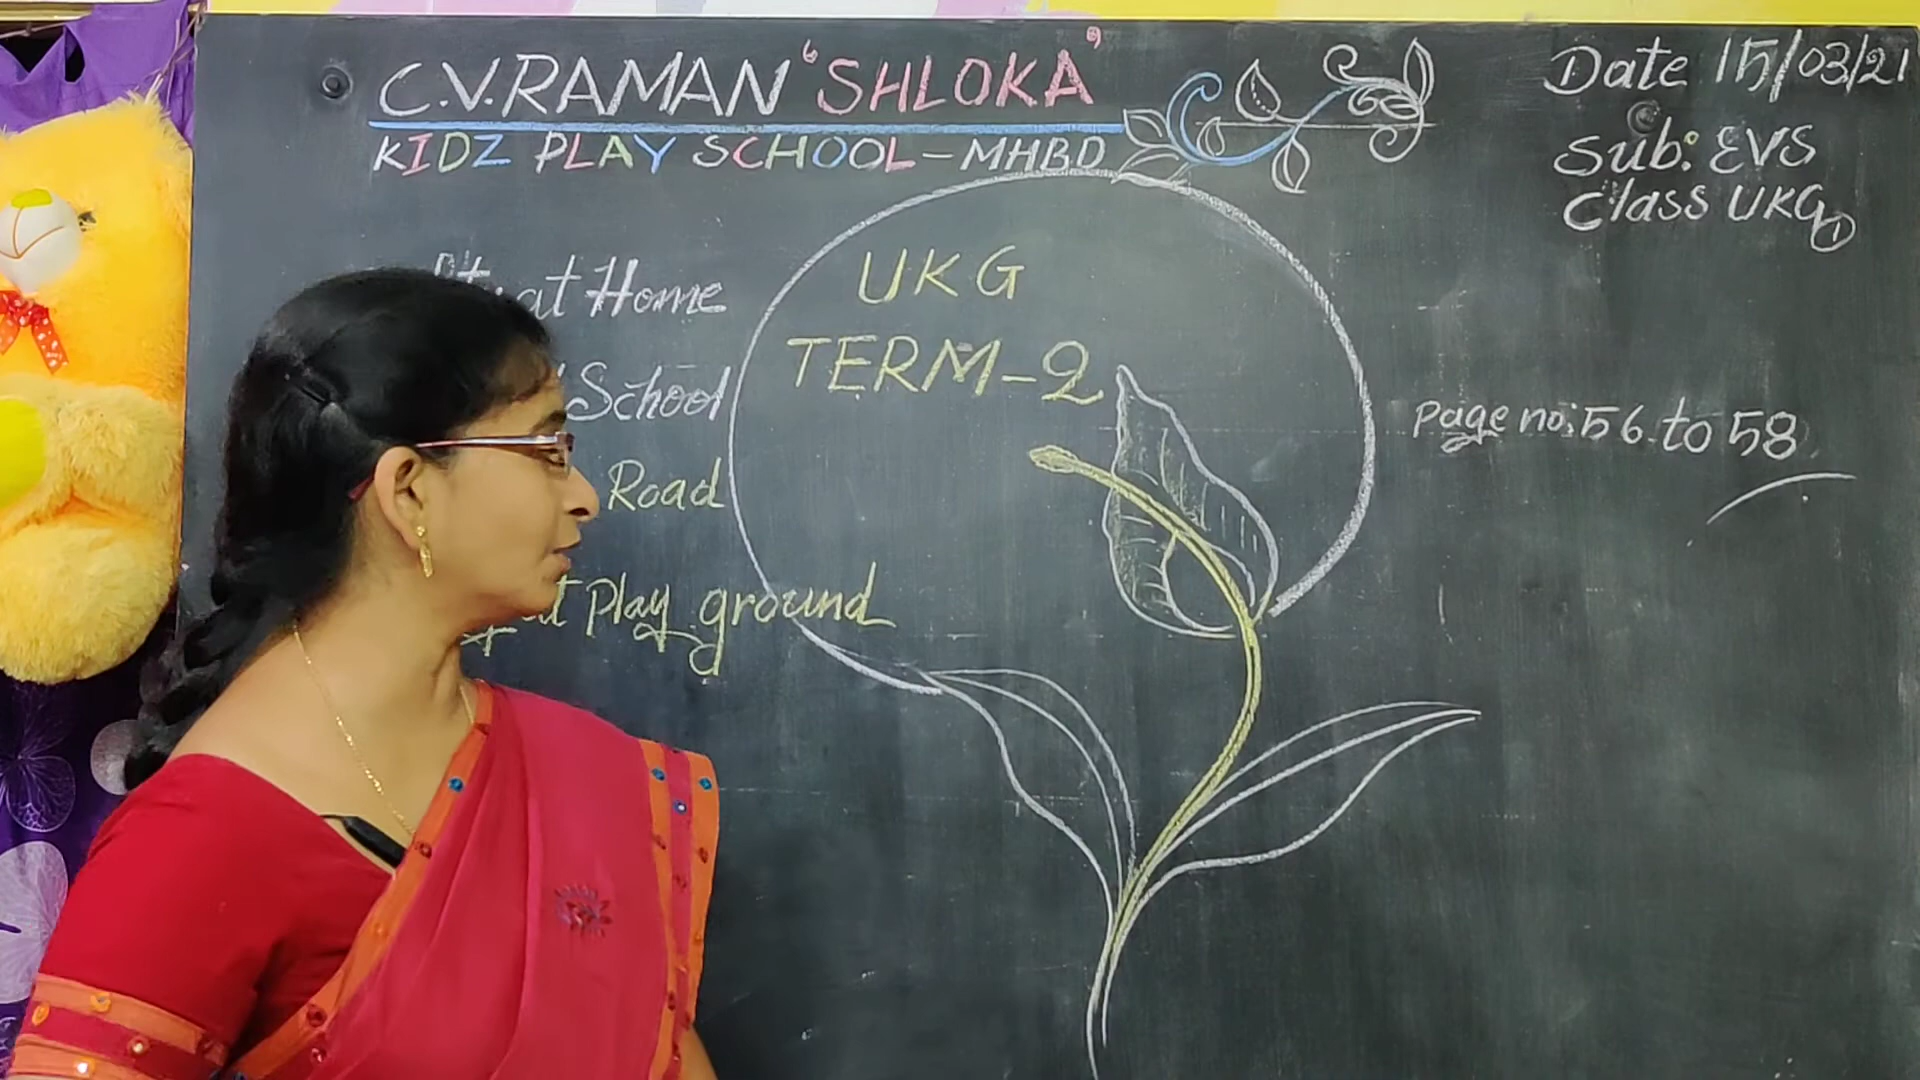 C.V.RAMAN "SHLOKA"
KIDZ PLAY SCHOOL-MHBD
Date 15/03/21
Sub: EVS
Class UKG
at Home
School
Road
at Play ground
UKG
TERM-2
Page no: 56 to 58